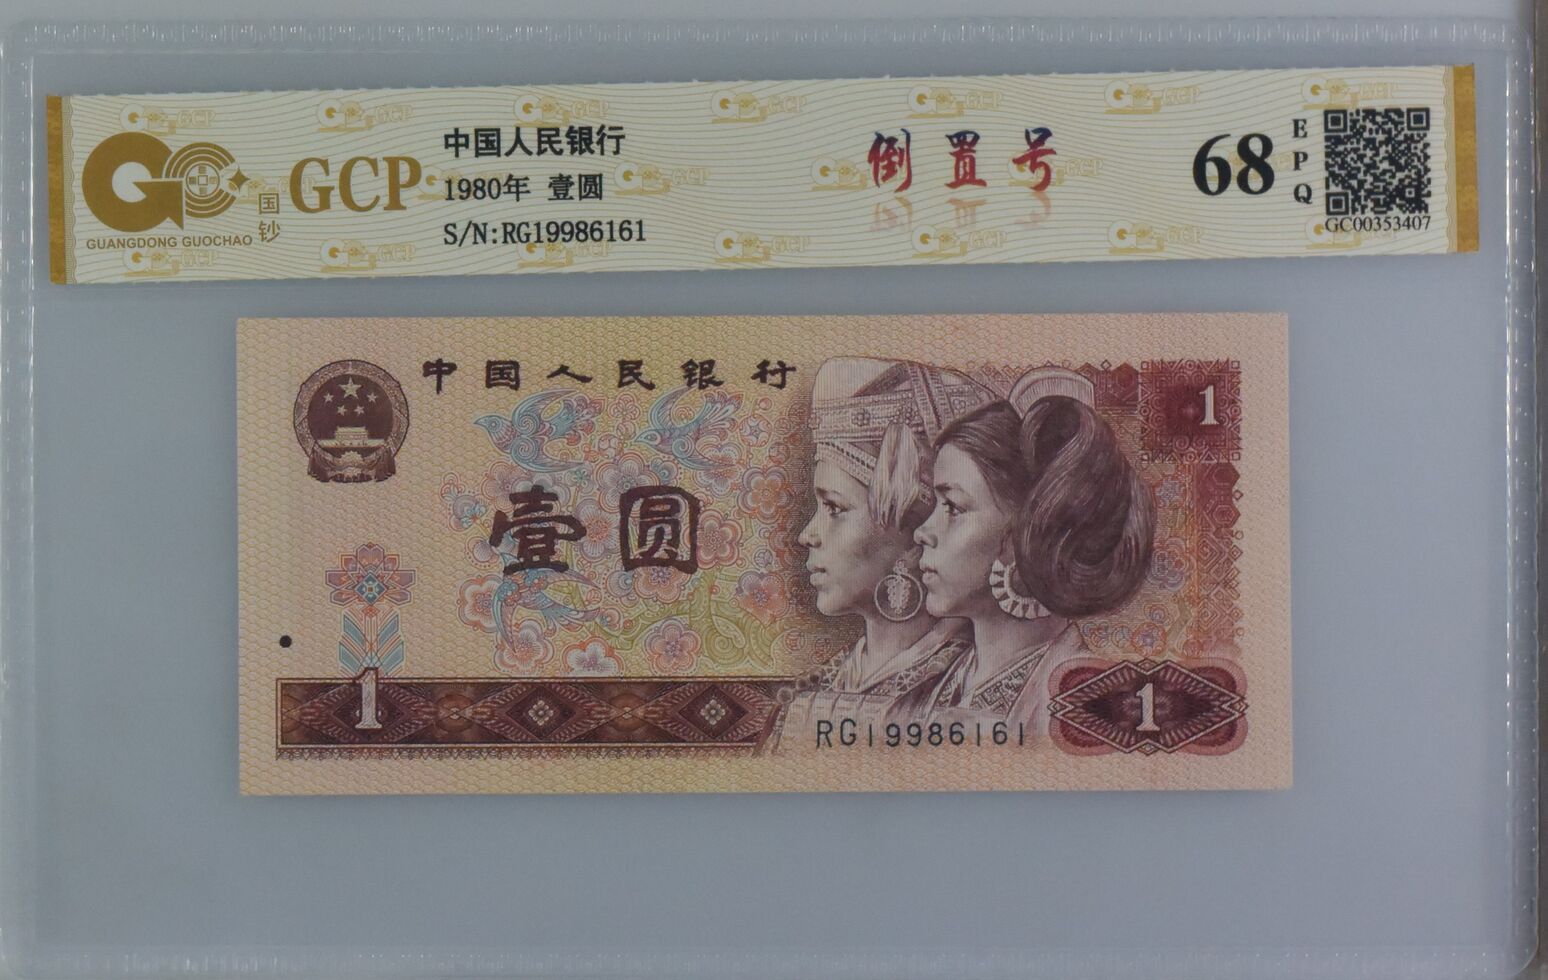 GCP
国钞
GUANGDONG GUOCHAO
中国人民银行
1980年 壹圆
S/N:RG19986161
倒置号
68
EPQ
GC00353407
中国人民银行
1
壹圆
1
1
RG19986161